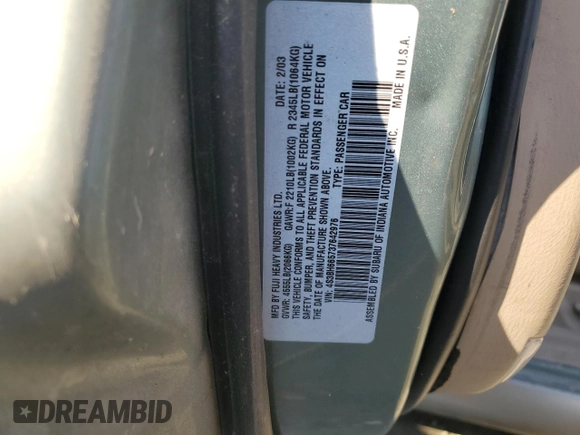 MFD BY FUJI HEAVY INDUSTRIES LTD. DATE: 2/03
GVWR: 4555LB(2066KG) GAWR:F 2210LB(1002KG) R 2345LB(1064KG)
THIS VEHICLE CONFORMS TO ALL APPLICABLE FEDERAL MOTOR VEHICLE
SAFETY, BUMPER, AND THEFT PREVENTION STANDARDS IN EFFECT ON
THE DATE OF MANUFACTURE SHOWN ABOVE.
VIN: 4S3BH665737642976 TYPE: PASSENGER CAR
ASSEMBLED BY SUBARU OF INDIANA AUTOMOTIVE INC. MADE IN U.S.A.
DREAMBID